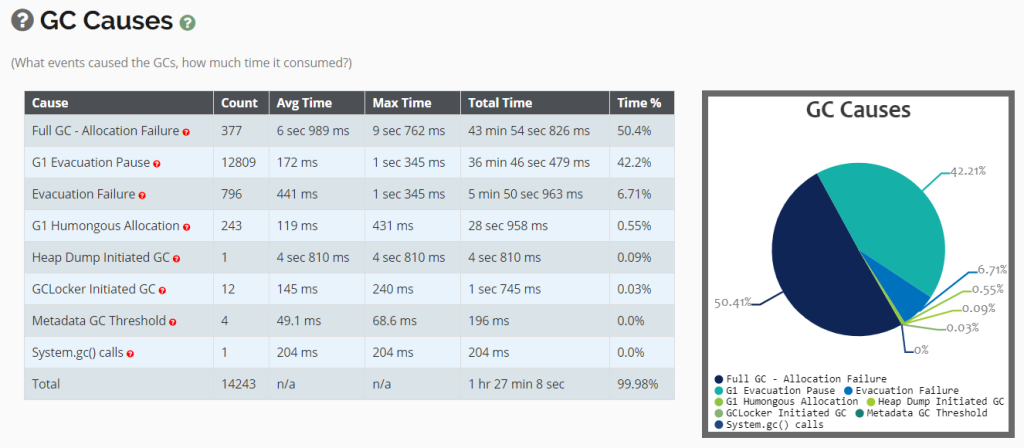 GC Causes
(What events caused the GCs, how much time it consumed?)
Cause Count Avg Time Max Time Total Time Time %
Full GC - Allocation Failure 377 6 sec 989 ms 9 sec 762 ms 43 min 54 sec 826 ms 50.4%
G1 Evacuation Pause 12809 172 ms 1 sec 345 ms 36 min 46 sec 479 ms 42.2%
Evacuation Failure 796 441 ms 1 sec 345 ms 5 min 50 sec 963 ms 6.71%
G1 Humongous Allocation 243 119 ms 431 ms 28 sec 958 ms 0.55%
Heap Dump Initiated GC 1 4 sec 810 ms 4 sec 810 ms 4 sec 810 ms 0.09%
GCLocker Initiated GC 12 145 ms 240 ms 1 sec 745 ms 0.03%
Metadata GC Threshold 4 49.1 ms 68.6 ms 196 ms 0.0%
System.gc() calls 1 204 ms 204 ms 204 ms 0.0%
Total 14243 n/a n/a 1 hr 27 min 8 sec 99.98%
GC Causes
42.21%
6.71%
0.55%
0.09%
0.03%
0%
50.41%
Full GC - Allocation Failure
G1 Evacuation Pause Evacuation Failure
G1 Humongous Allocation Heap Dump Initiated GC
GCLocker Initiated GC Metadata GC Threshold
System.gc() calls